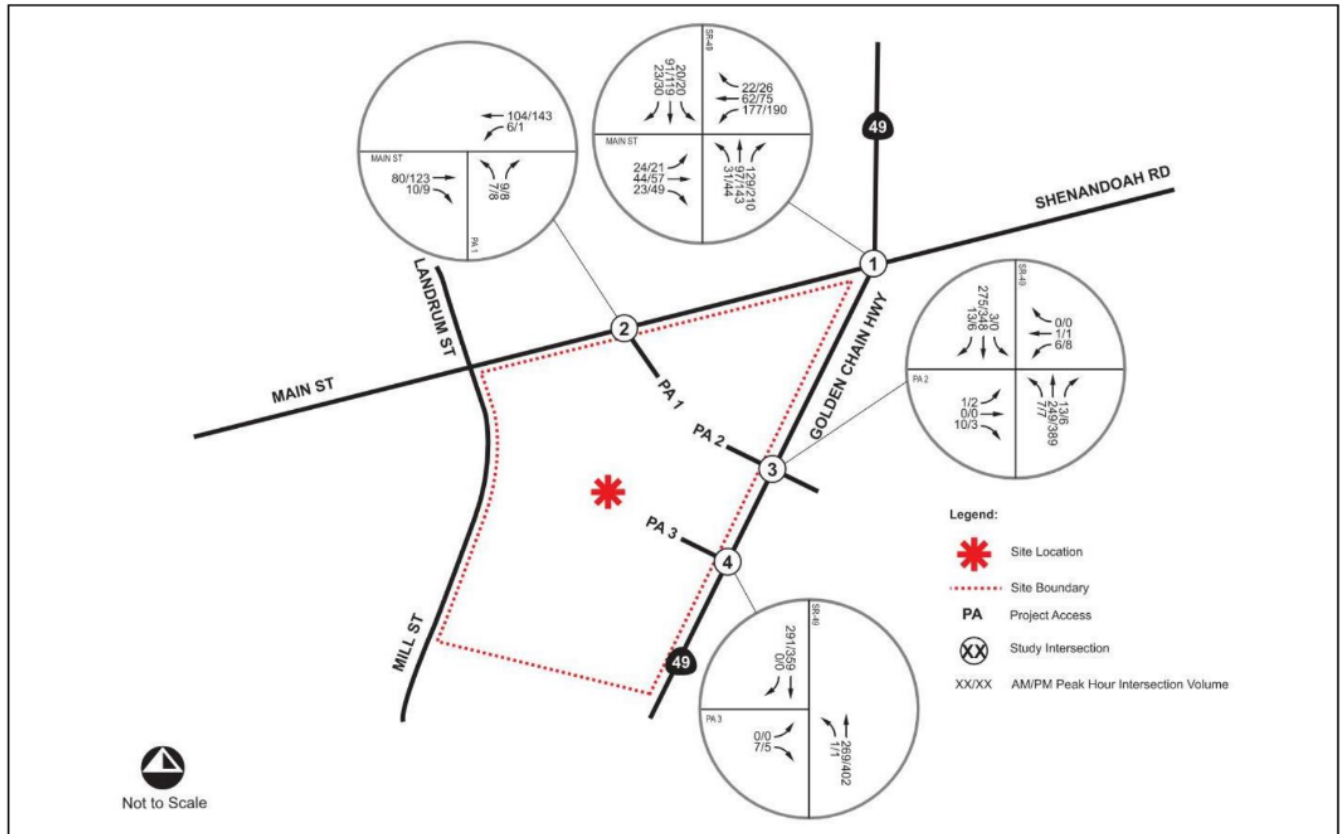 SR-49
20/20
91/119
23/30
22/26
62/75
177/190
MAIN ST
24/21
44/57
23/49
31/44
97/143
129/210
104/143
6/1
MAIN ST
80/123
10/9
7/8
9/8
PA 1
49
SHENANDOAH RD
1
LANDRUM ST
2
MAIN ST
PA 1
GOLDEN CHAIN HWY
PA 2
3
SR-49
3/0
275/348
13/6
0/0
1/1
6/8
PA 2
1/2
0/0
10/3
7/7
249/389
13/6
PA 3
4
MILL ST
49
SR-49
291/359
0/0
PA 3
0/0
7/5
1/1
269/402
Legend:
Site Location
Site Boundary
PA Project Access
XX Study Intersection
XX/XX AM/PM Peak Hour Intersection Volume
Not to Scale